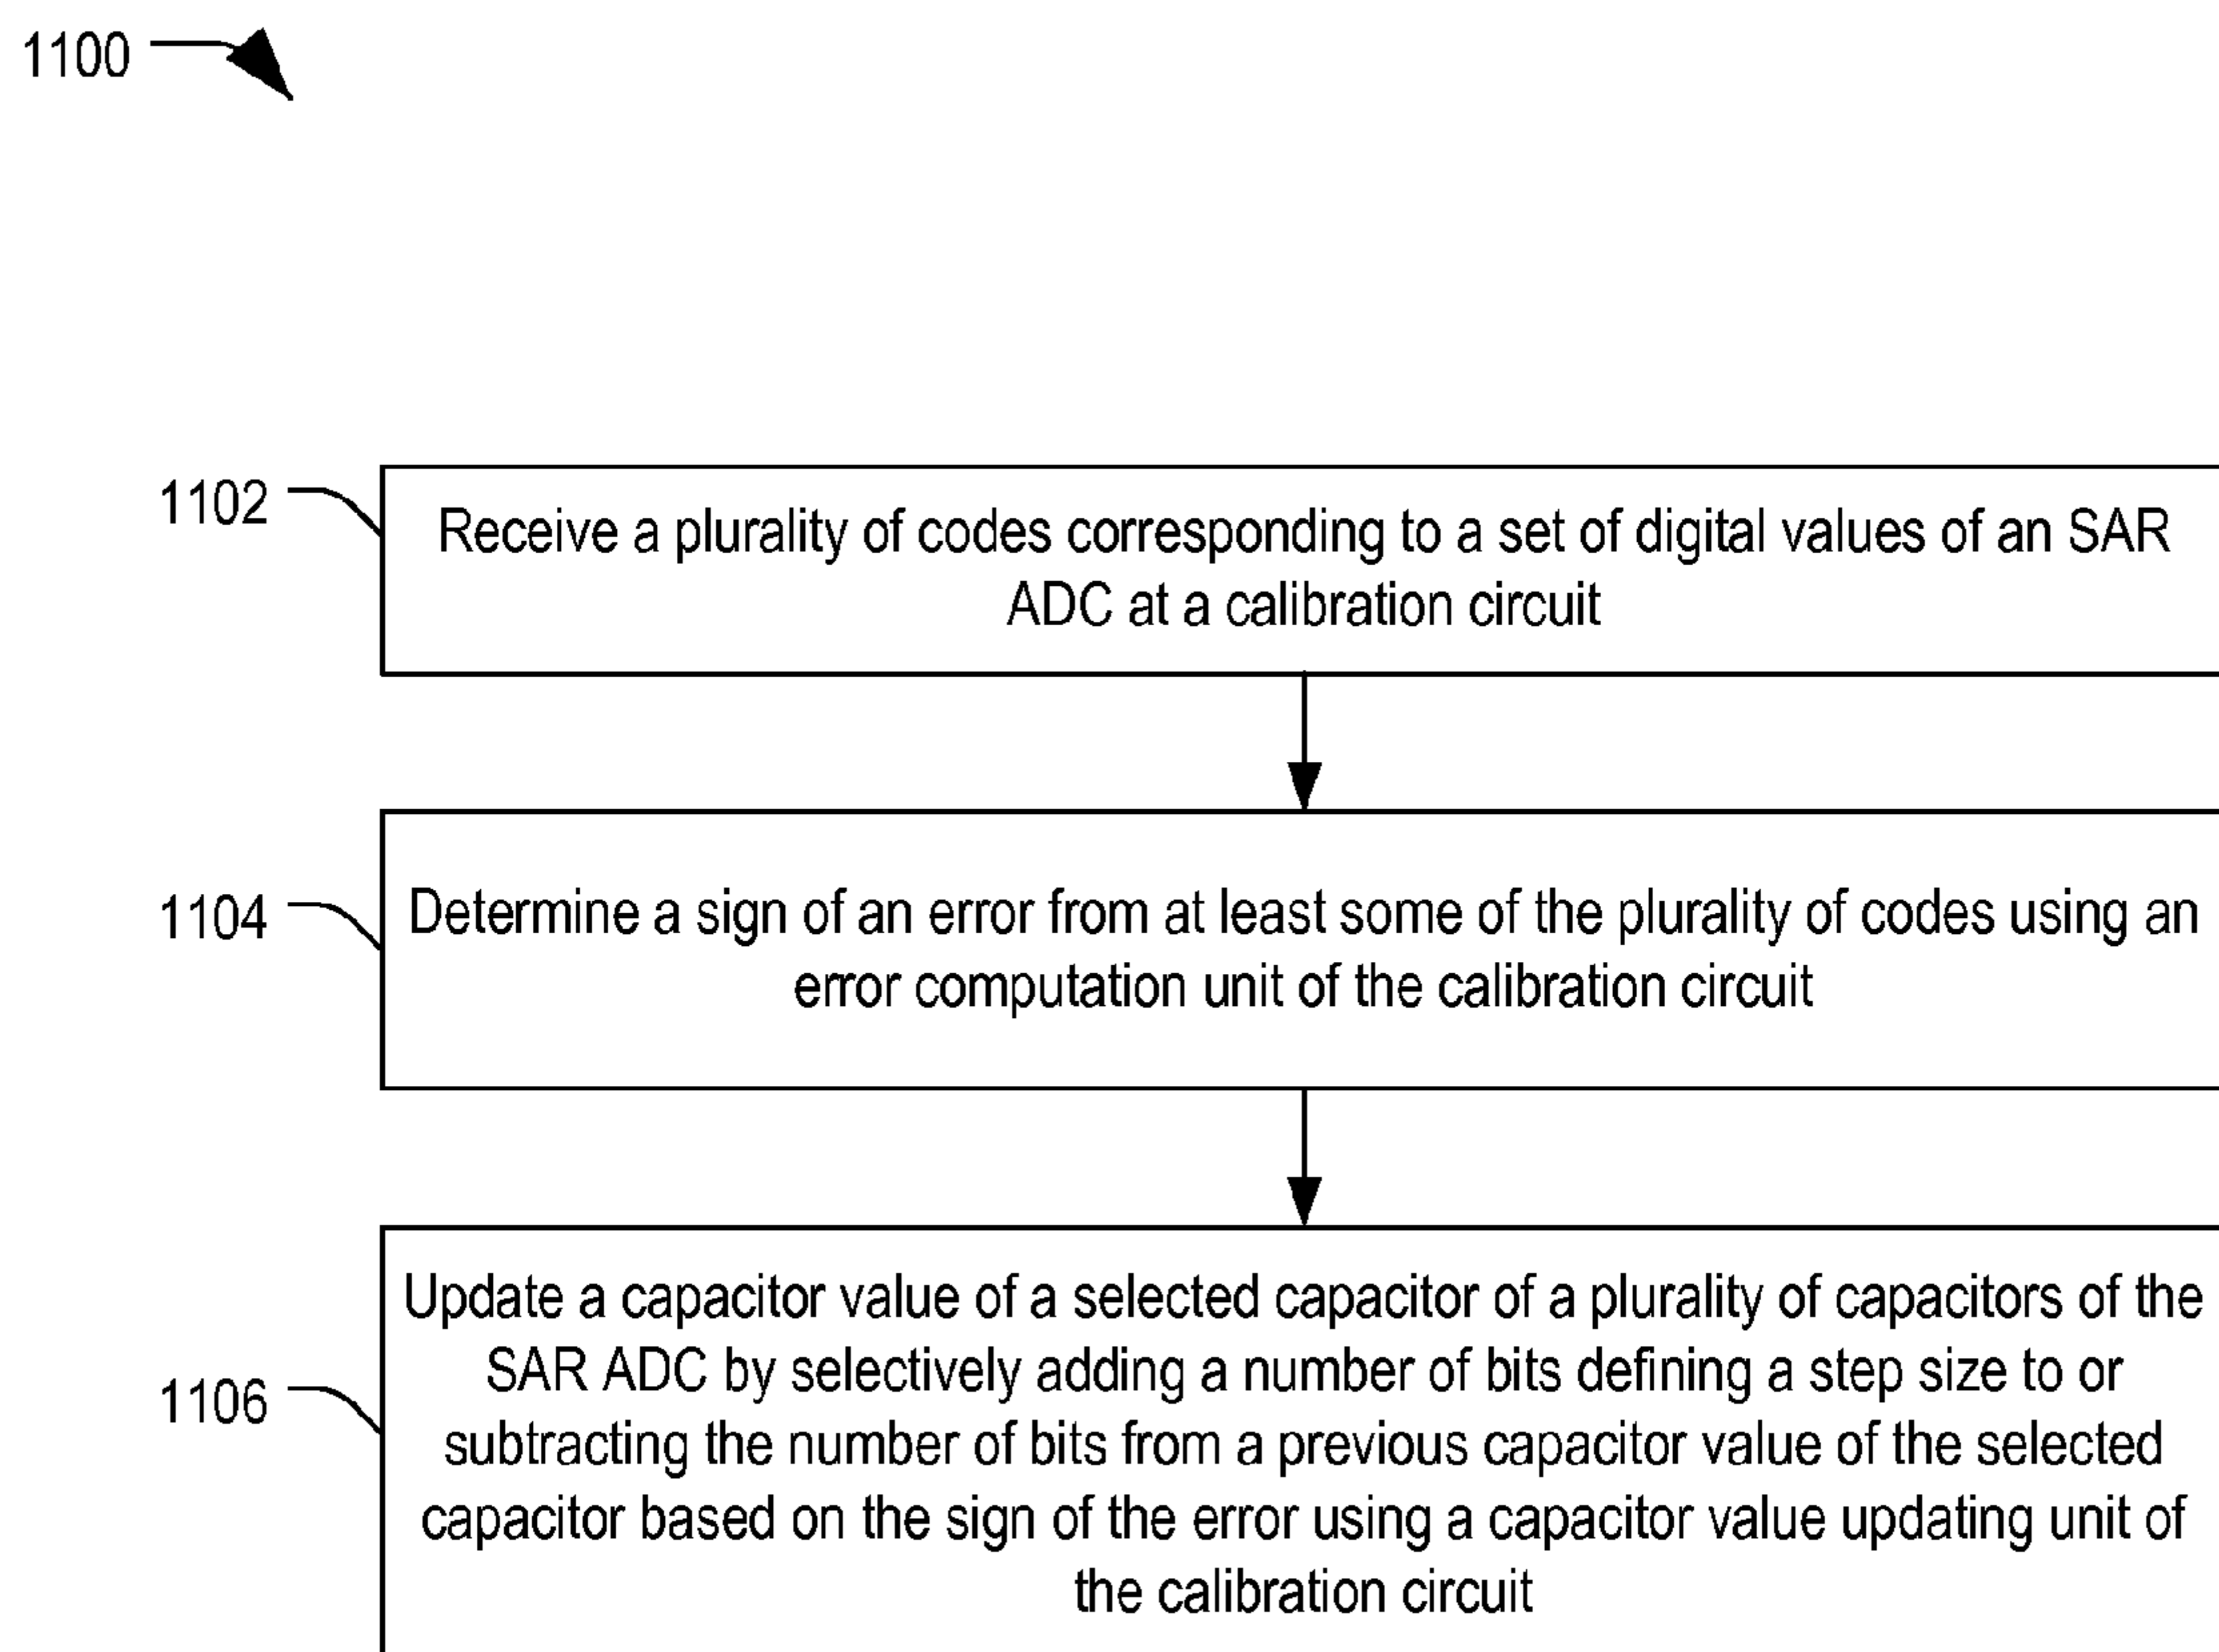 1100
1102
Receive a plurality of codes corresponding to a set of digital values of an SAR
ADC at a calibration circuit
1104
Determine a sign of an error from at least some of the plurality of codes using an
error computation unit of the calibration circuit
1106
Update a capacitor value of a selected capacitor of a plurality of capacitors of the
SAR ADC by selectively adding a number of bits defining a step size to or
subtracting the number of bits from a previous capacitor value of the selected
capacitor based on the sign of the error using a capacitor value updating unit of
the calibration circuit